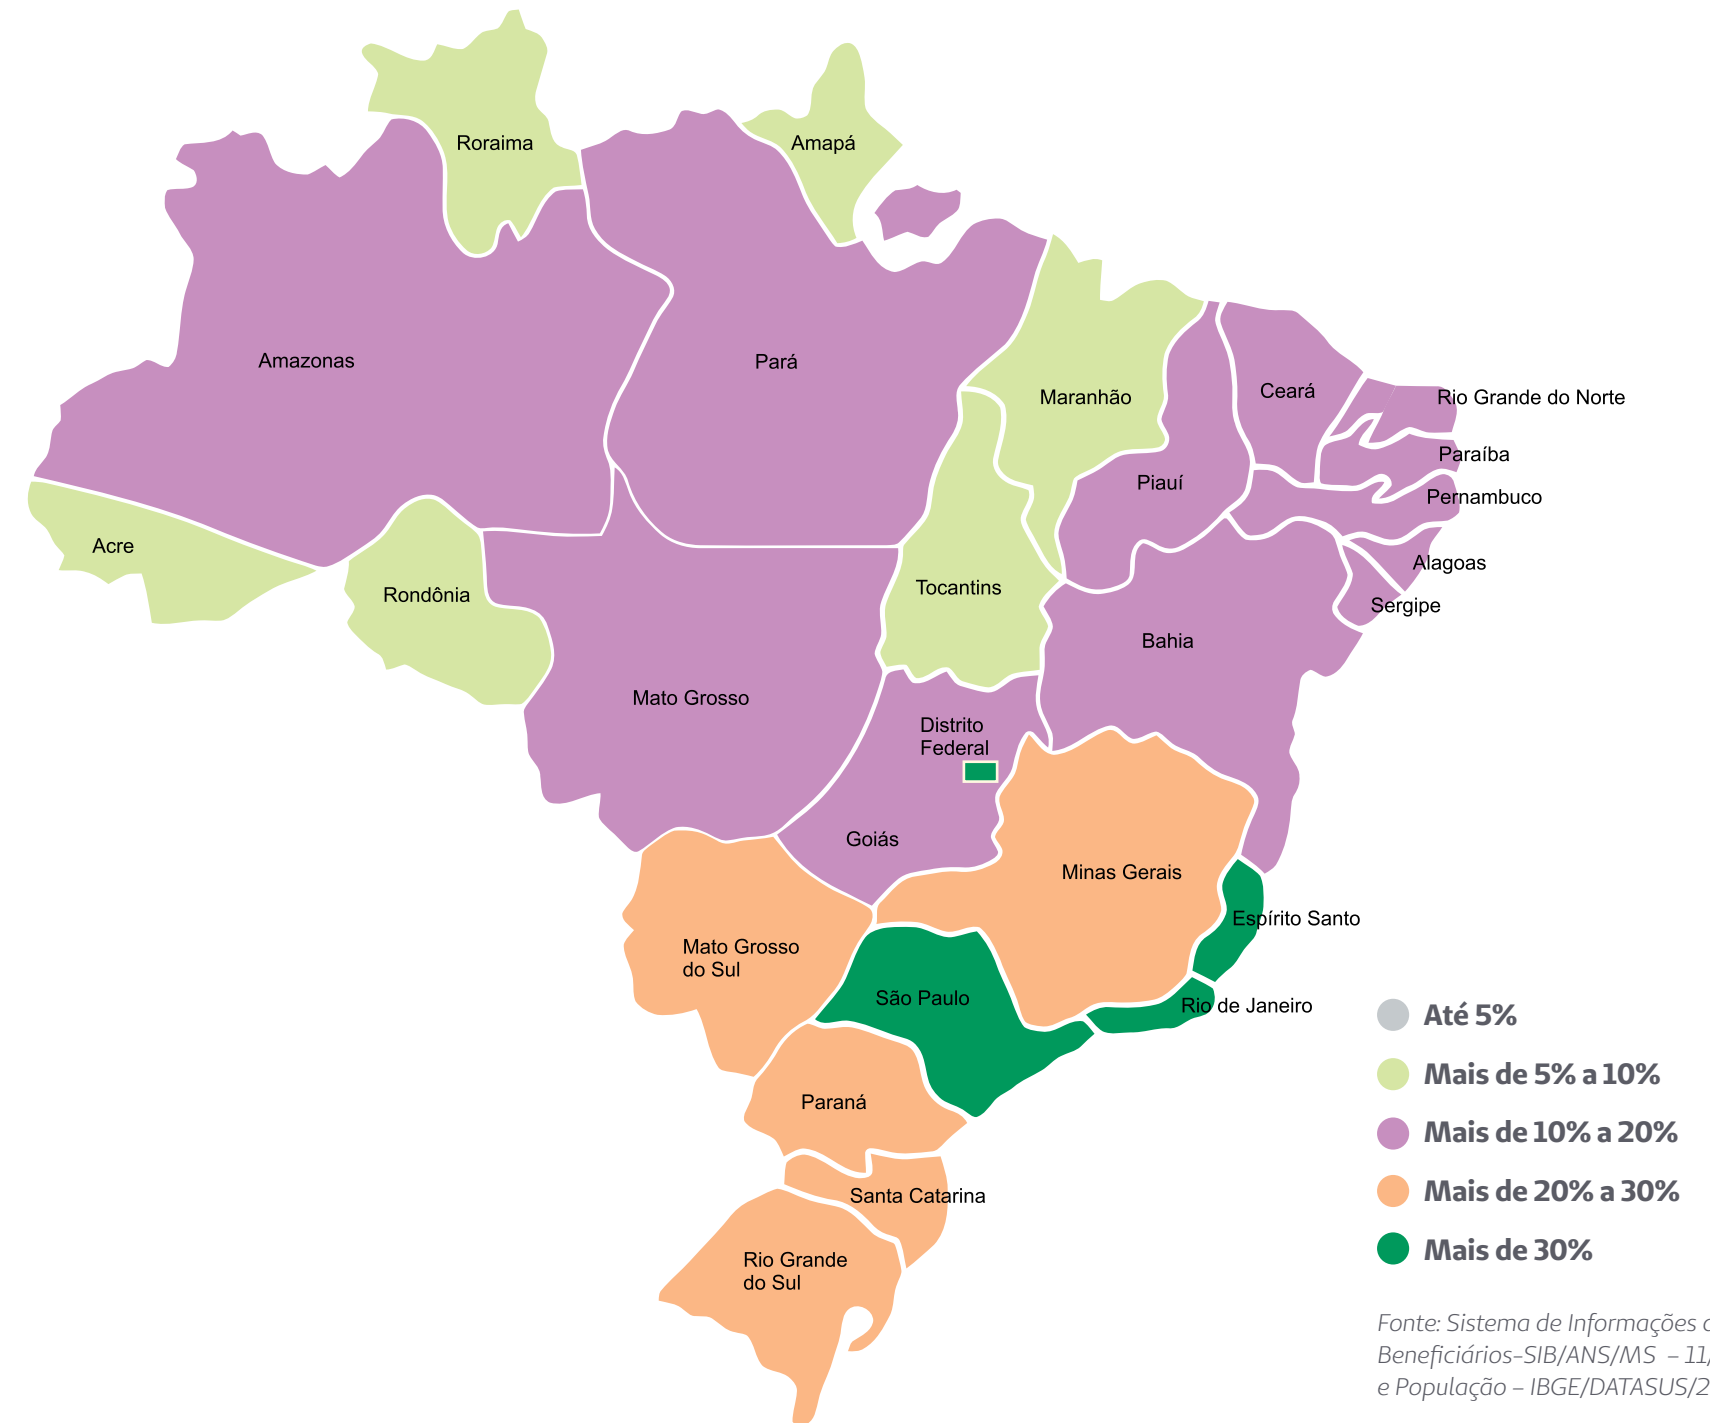 Roraima
Amapá
Amazonas
Pará
Maranhão
Ceará
Rio Grande do Norte
Paraíba
Piauí
Pernambuco
Acre
Alagoas
Rondônia
Tocantins
Sergipe
Bahia
Mato Grosso
Distrito
Federal
Goiás
Minas Gerais
Espírito Santo
Mato Grosso
do Sul
São Paulo
Rio de Janeiro
Paraná
Santa Catarina
Rio Grande
do Sul
Até 5%
Mais de 5% a 10%
Mais de 10% a 20%
Mais de 20% a 30%
Mais de 30%
Fonte: Sistema de Informações
Beneficiários-SIB/ANS/MS – 11/
e População – IBGE/DATASUS/2